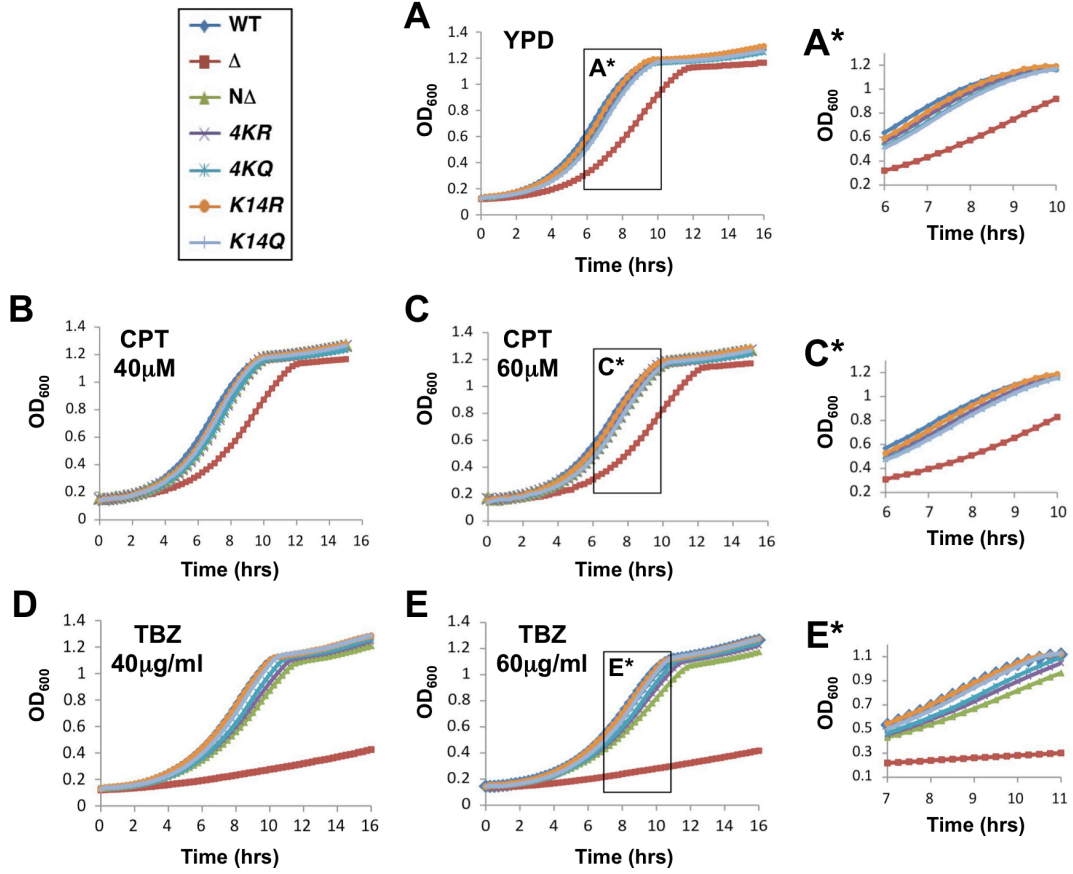 WT
Δ
NΔ
4KR
4KQ
K14R
K14Q
A
YPD
A*
OD600
1.4
1.2
1
0.8
0.6
0.4
0.2
0
0 2 4 6 8 10 12 14 16
Time (hrs)
A*
OD600
1.2
1.0
0.8
0.6
0.4
0.2
6 7 8 9 10
Time (hrs)
B
CPT
40μM
OD600
1.4
1.2
1
0.8
0.6
0.4
0.2
0
0 2 4 6 8 10 12 14 16
Time (hrs)
C
CPT
60μM
C*
OD600
1.4
1.2
1
0.8
0.6
0.4
0.2
0
0 2 4 6 8 10 12 14 16
Time (hrs)
C*
OD600
1.2
1.0
0.8
0.6
0.4
0.2
6 7 8 9 10
Time (hrs)
D
TBZ
40μg/ml
OD600
1.4
1.2
1
0.8
0.6
0.4
0.2
0
0 2 4 6 8 10 12 14 16
Time (hrs)
E
TBZ
60μg/ml
E*
OD600
1.4
1.2
1
0.8
0.6
0.4
0.2
0
0 2 4 6 8 10 12 14 16
Time (hrs)
E*
OD600
1.1
0.9
0.7
0.5
0.3
0.1
7 8 9 10 11
Time (hrs)